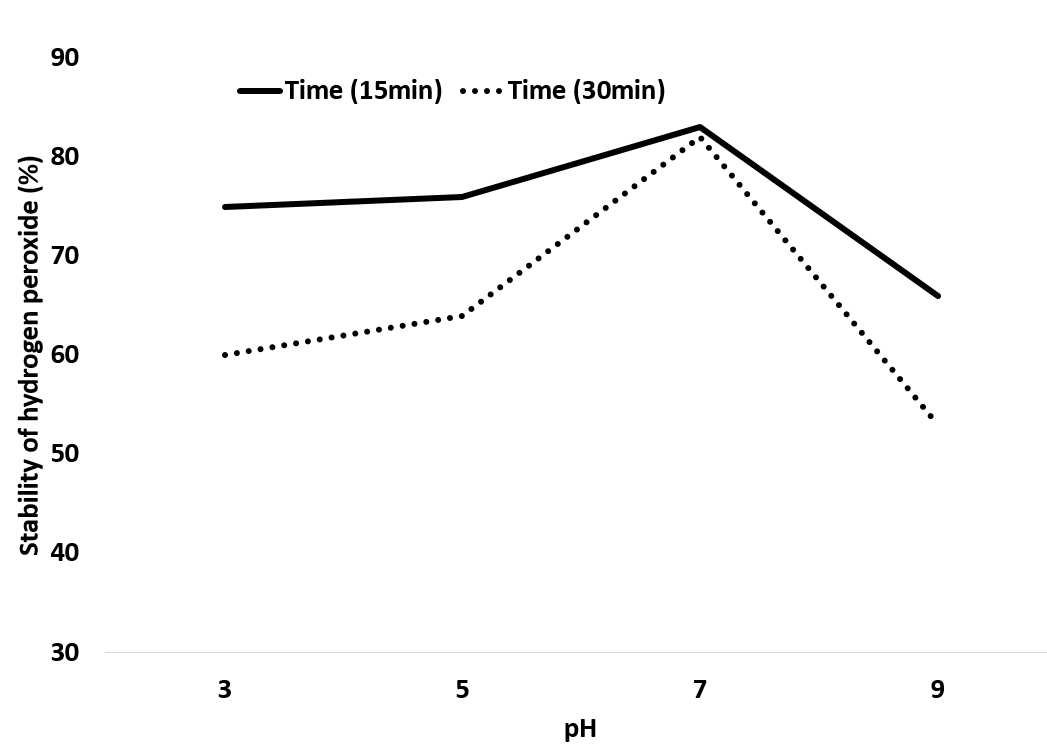 90
Time (15min) Time (30min)
80
70
60
50
40
30
Stability of hydrogen peroxide (%)
3 5 7 9
pH